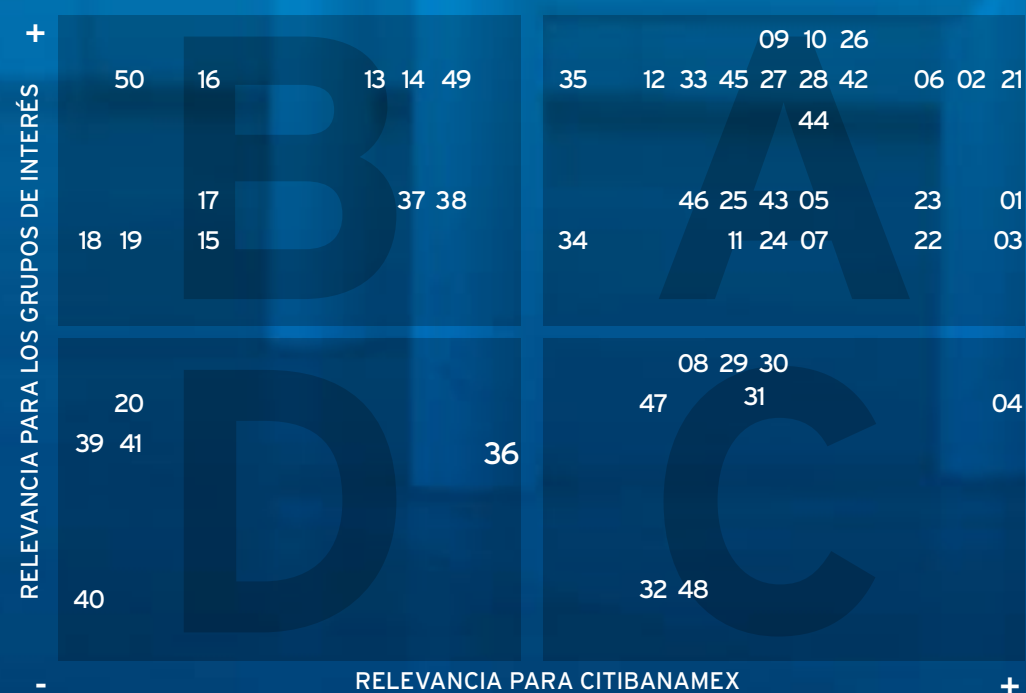 +
RELEVANCIA PARA LOS GRUPOS DE INTERÉS
B
50 16 13 14 49
17 37 38
18 19 15
A
09 10 26
35 12 33 45 27 28 42 06 02 21
44
46 25 43 05 23 01
34 11 24 07 22 03
D
20
39 41
36
40
C
08 29 30
31
47 04
32 48
-
RELEVANCIA PARA CITIBANAMEX
+